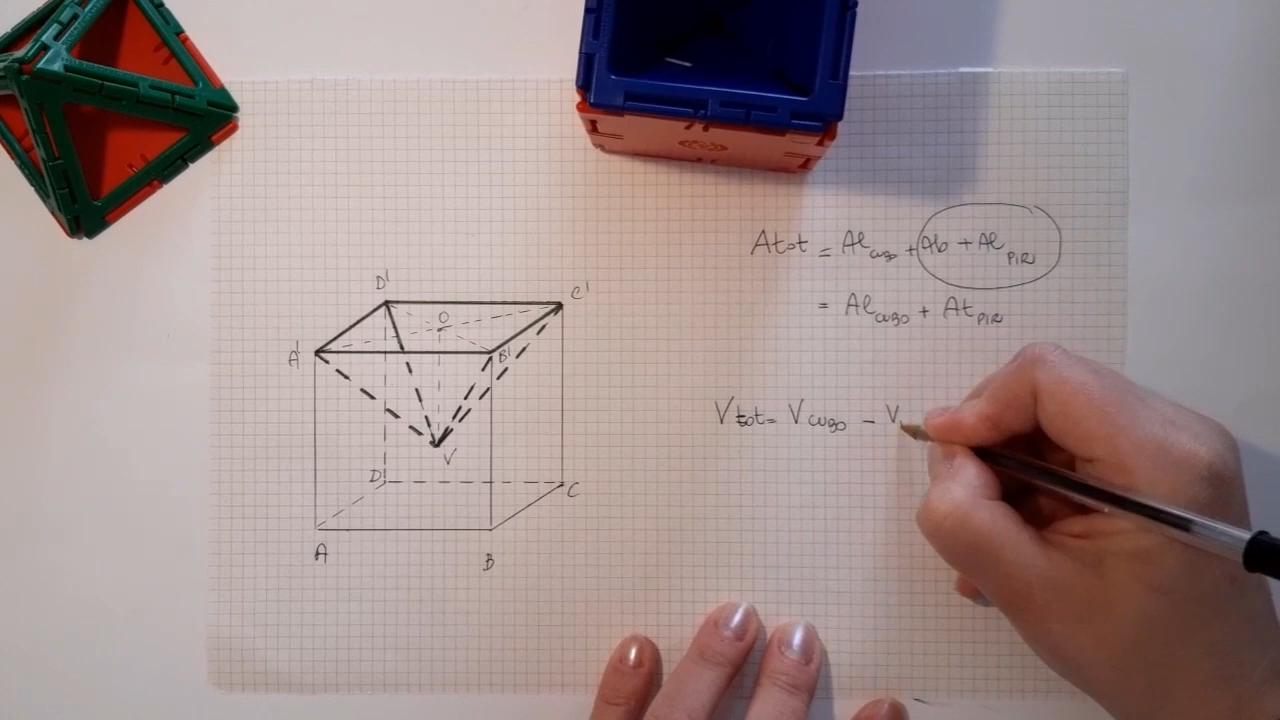 Atot = Al cubo + Ab + Al PIR
= Al cubo + At PIR
Vtot = V cubo - V
D' C'
O
A' B'
V
D C
A B